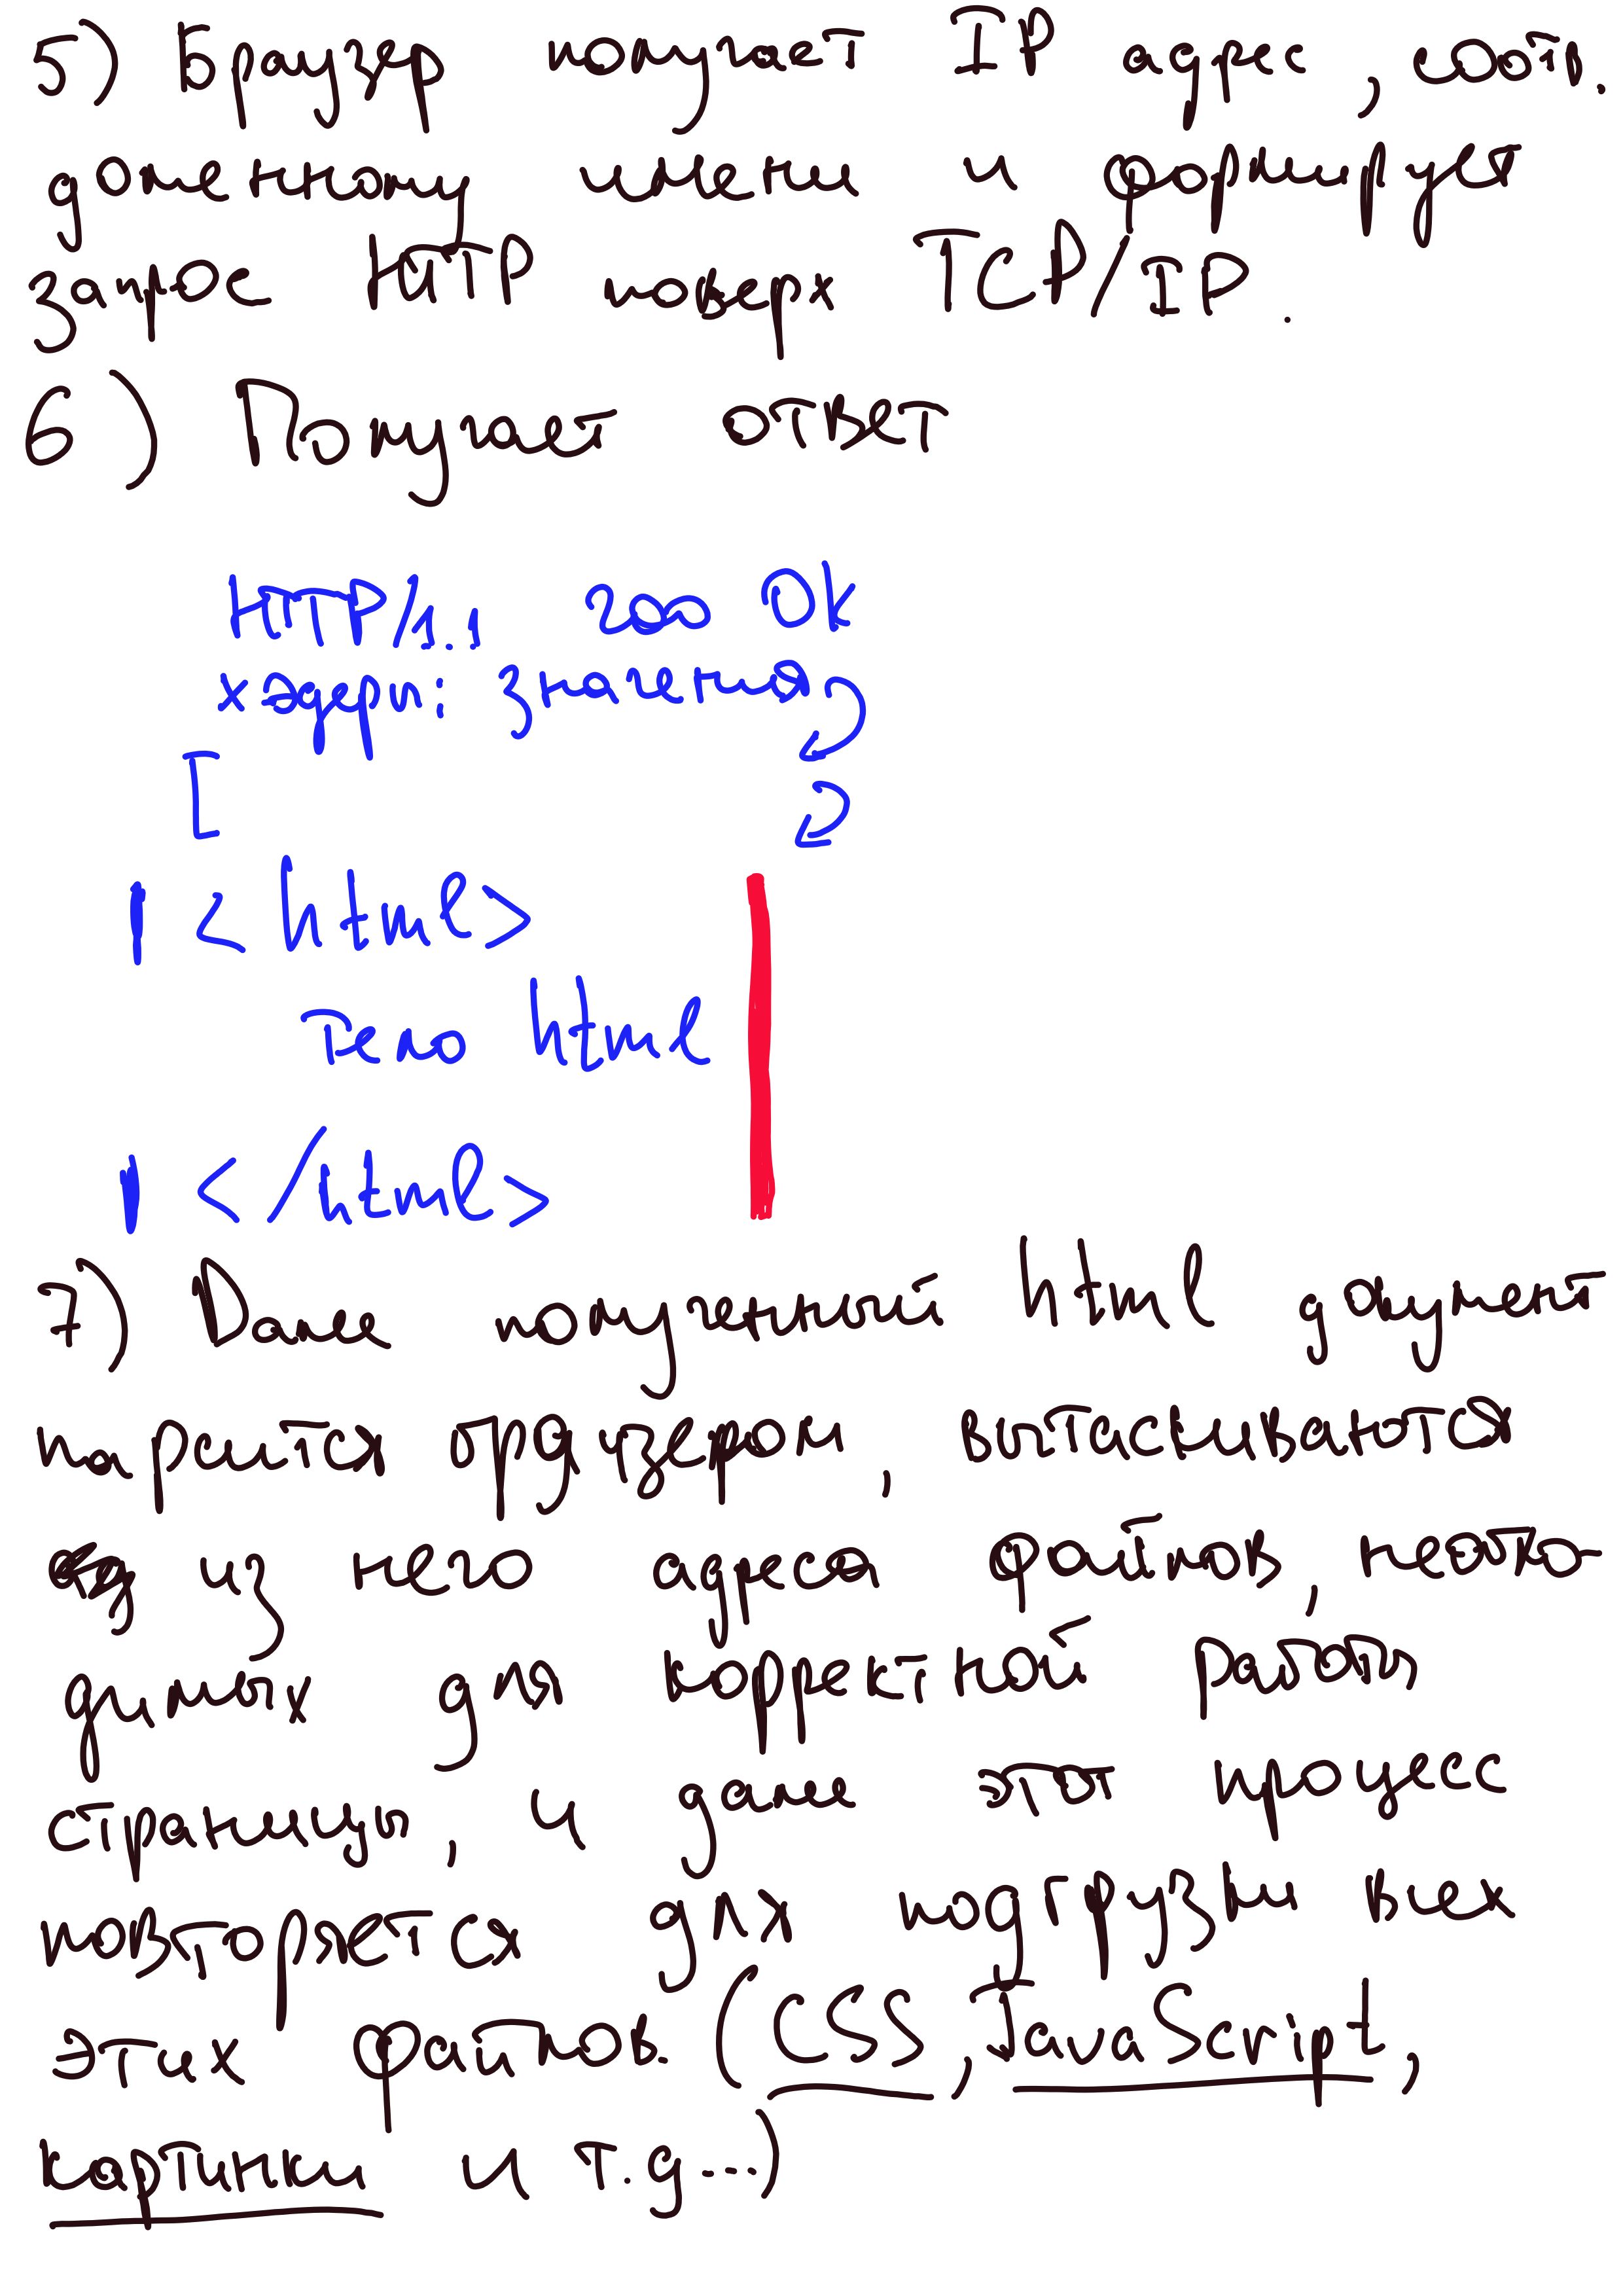 5) Браузер получает IP адрес, соотв.
доменному имени и формирует
запрос HTTP поверх TCP/IP.
6) Получает ответ
HTTP/1.1 200 OK
хэдеры: значения
[
<html>
тело html
</html>
7) Далее полученный html документ
парсится браузером, вытаскиваются
из него адреса файлов, необхо-
димых для корректной работы
страницы, и далее этот процесс
повторяется для подгрузки всех
этих файлов. (CSS, JavaScript,
картинки и т.д...)